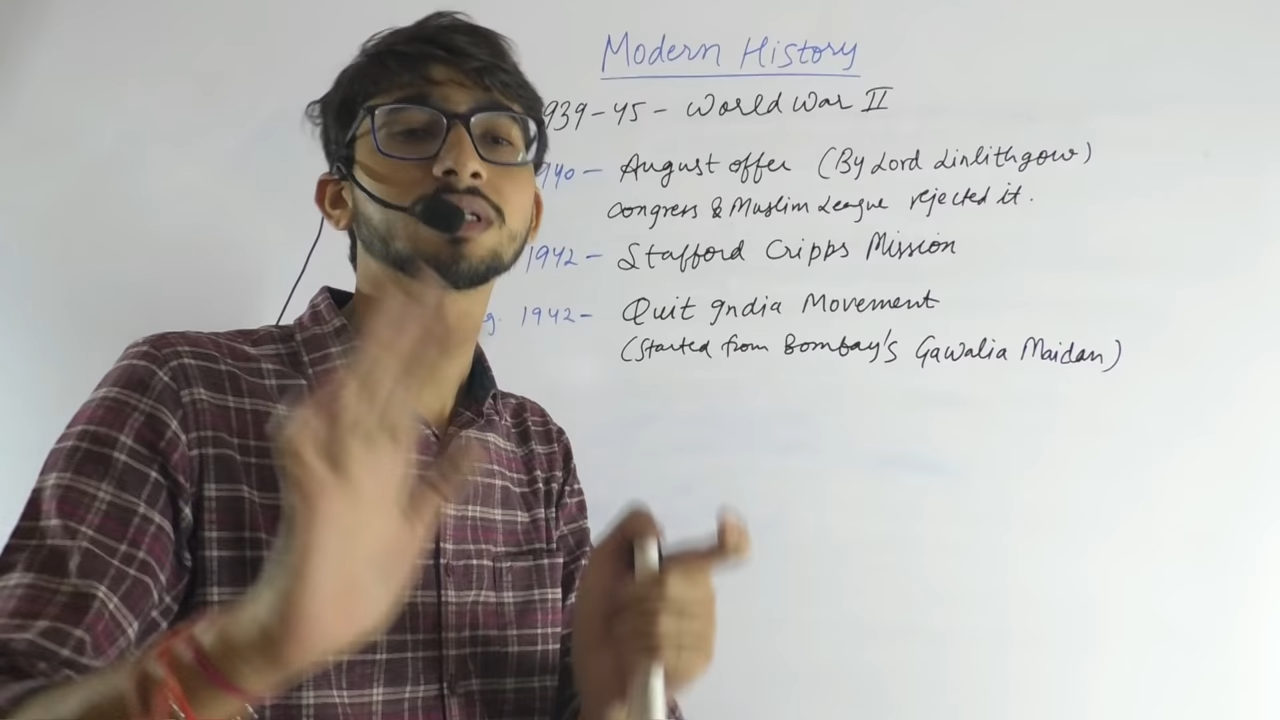 Modern History
939-45 - World War II
940 - August offer (By Lord Linlithgow)
Congress & Muslim League rejected it.
1942 - Stafford Cripps Mission
g. 1942- Quit India Movement
(Started from Bombay's Gawalia Maidan)